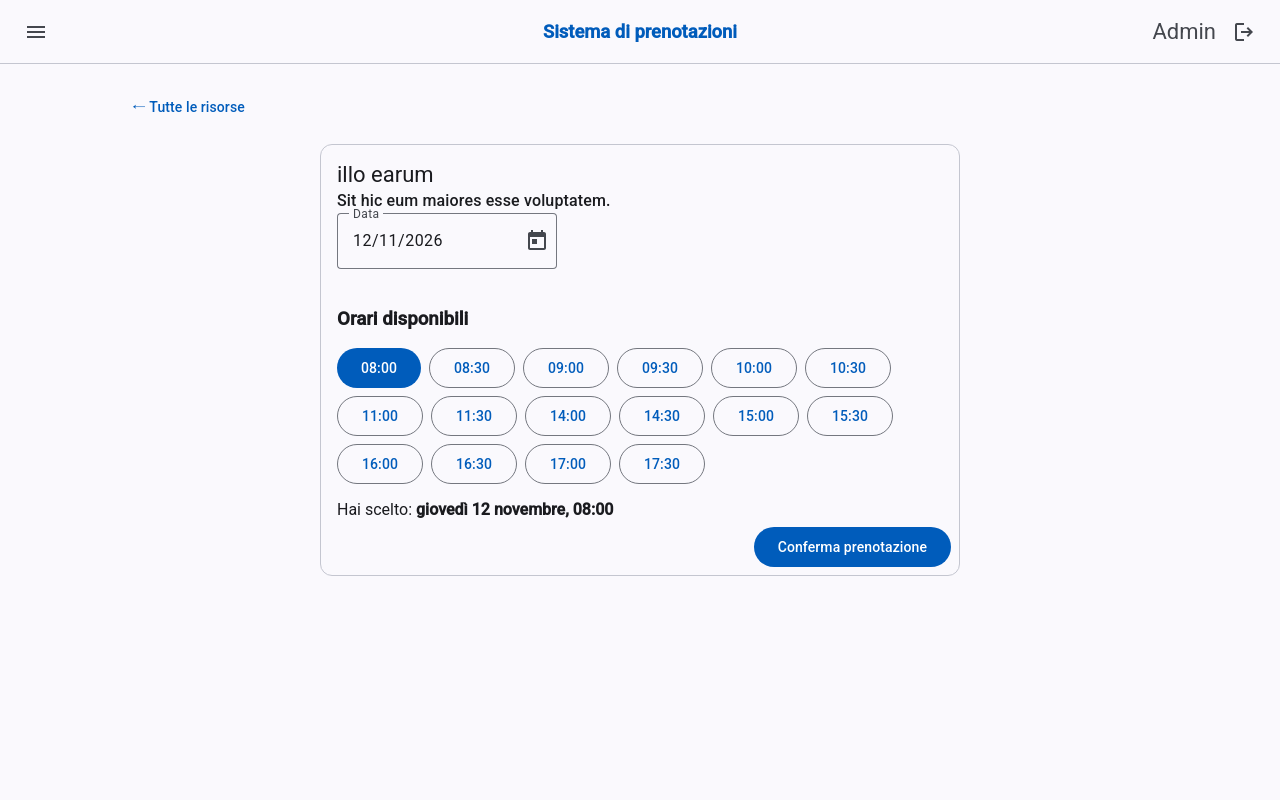 Sistema di prenotazioni
Admin
← Tutte le risorse
illo earum
Sit hic eum maiores esse voluptatem.
Data
12/11/2026
Orari disponibili
08:00 08:30 09:00 09:30 10:00 10:30
11:00 11:30 14:00 14:30 15:00 15:30
16:00 16:30 17:00 17:30
Hai scelto: giovedì 12 novembre, 08:00
Conferma prenotazione